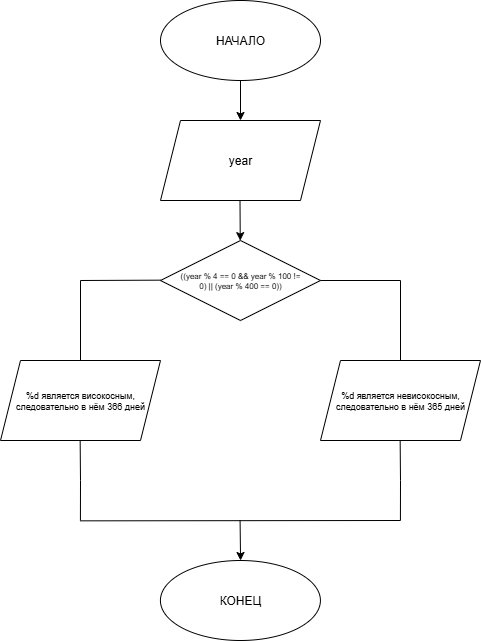 НАЧАЛО
year
((year % 4 == 0 && year % 100 !=
0) || (year % 400 == 0))
%d является високосным,
следовательно в нём 366 дней
%d является невисокосным,
следовательно в нём 365 дней
КОНЕЦ